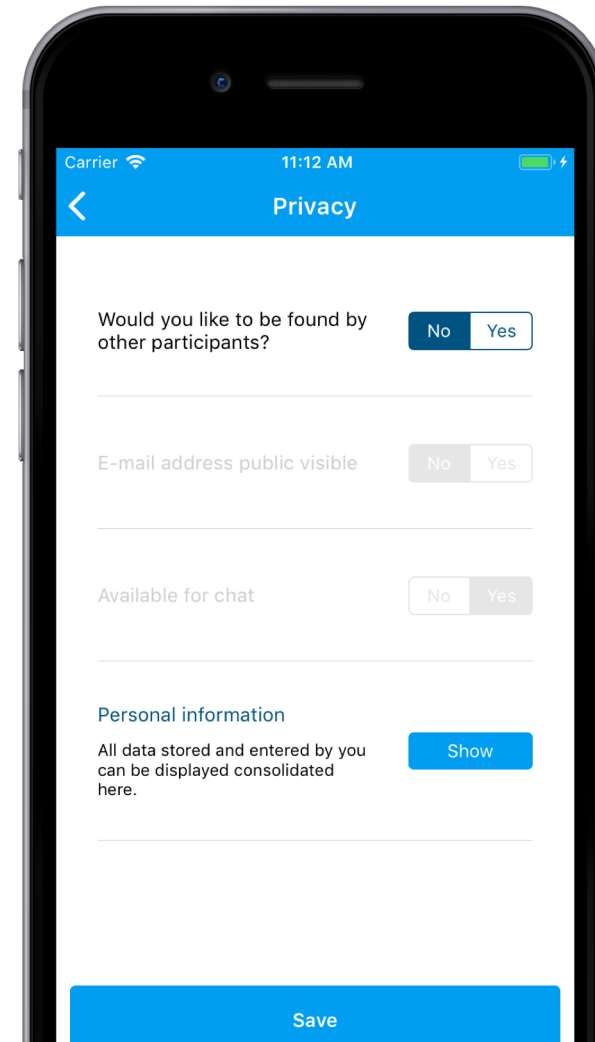 Carrier 11:12 AM
Privacy
Would you like to be found by
other participants?
No Yes
E-mail address public visible
No Yes
Available for chat
No Yes
Personal information
All data stored and entered by you
can be displayed consolidated
here.
Show
Save